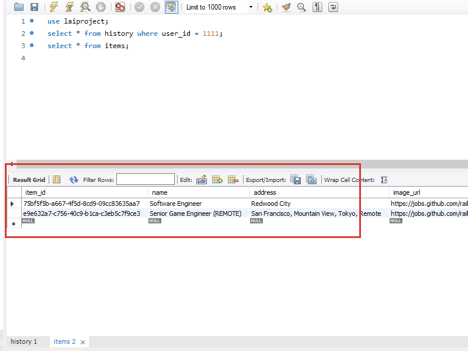 Limit to 1000 rows
1 use laiproject;
2 select * from history where user_id = 1111;
3 select * from items;
4
Result Grid Filter Rows: Edit: Export/Import: Wrap Cell Content:
item_id name address image_url
75bf5f5b-a667-4f5d-8cd9-09cc83635aa7 Software Engineer Redwood City https://jobs.github.com/rail
e9e632a7-c756-40c9-b1ca-c3eb5c7f9ce3 Senior Game Engineer (REMOTE) San Francisco, Mountain View, Tokyo, Remote https://jobs.github.com/rail
NULL NULL NULL NULL
history 1 items 2